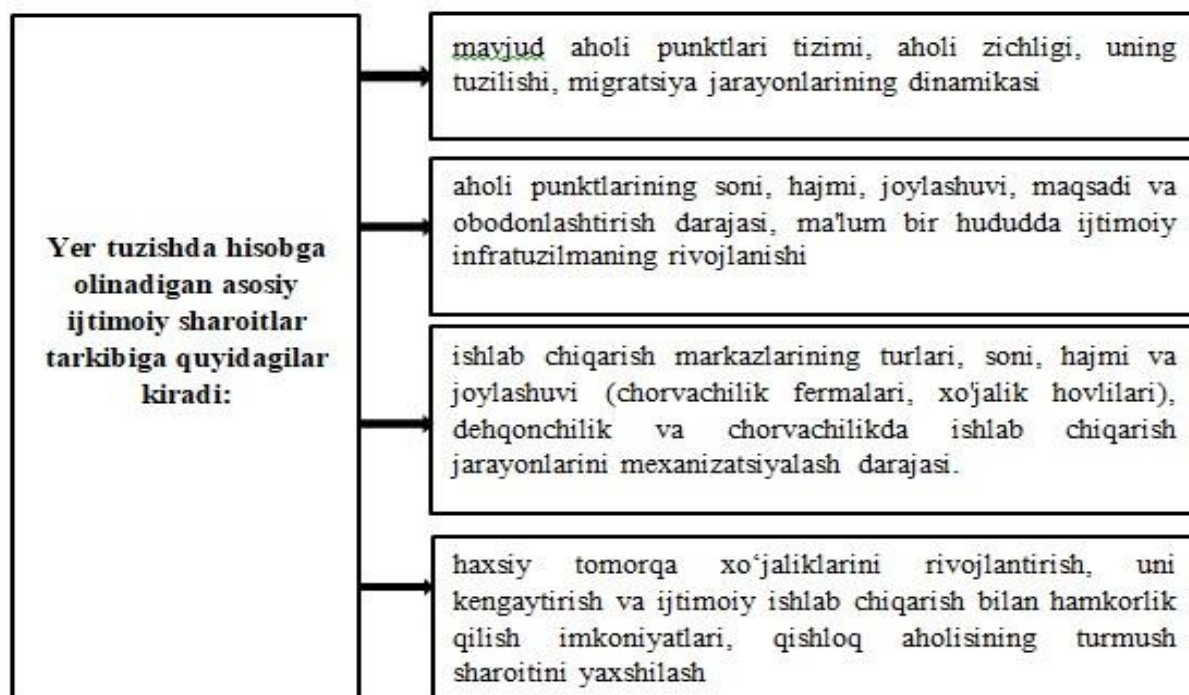 Yer tuzishda hisobga
olinadigan asosiy
ijtimoiy sharoitlar
tarkibiga quyidagilar
kiradi:
mavjud aholi punktlari tizimi, aholi zichligi, uning
tuzilishi, migratsiya jarayonlarining dinamikasi
aholi punktlarining soni, hajmi, joylashuvi, maqsadi va
obodonlashtirish darajasi, ma'lum bir hududda ijtimoiy
infratuzilmaning rivojlanishi
ishlab chiqarish markazlarining turlari, soni, hajmi va
joylashuvi (chorvachilik fermalari, xo'jalik hovlilari),
dehqonchilik va chorvachilikda ishlab chiqarish
jarayonlarini mexanizatsiyalash darajasi.
haxsiy tomorqa xo‘jaliklarini rivojlantirish, uni
kengaytirish va ijtimoiy ishlab chiqarish bilan hamkorlik
qilish imkoniyatlari, qishloq aholisining turmush
sharoitini yaxshilash